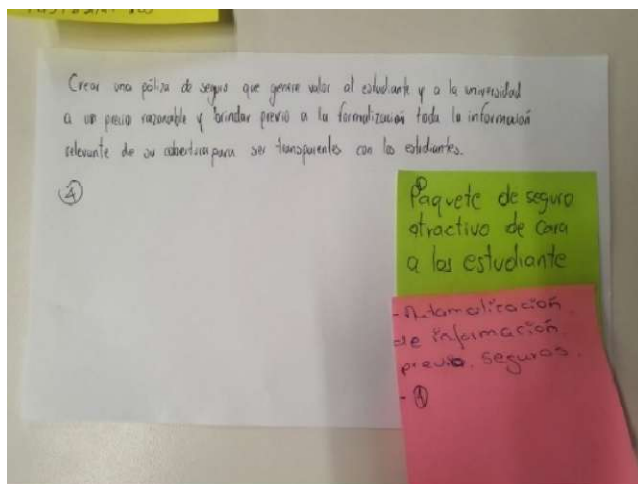 Crear una póliza de seguro que genere valor al estudiante y a la universidad
a un precio razonable y brindar previo a la formalización toda la información
relevante de su cobertura para ser transparentes con los estudiantes.
4
Paquete de seguro
atractivo de cara
a los estudiante
- Automatización
de información
previo seguros.
-